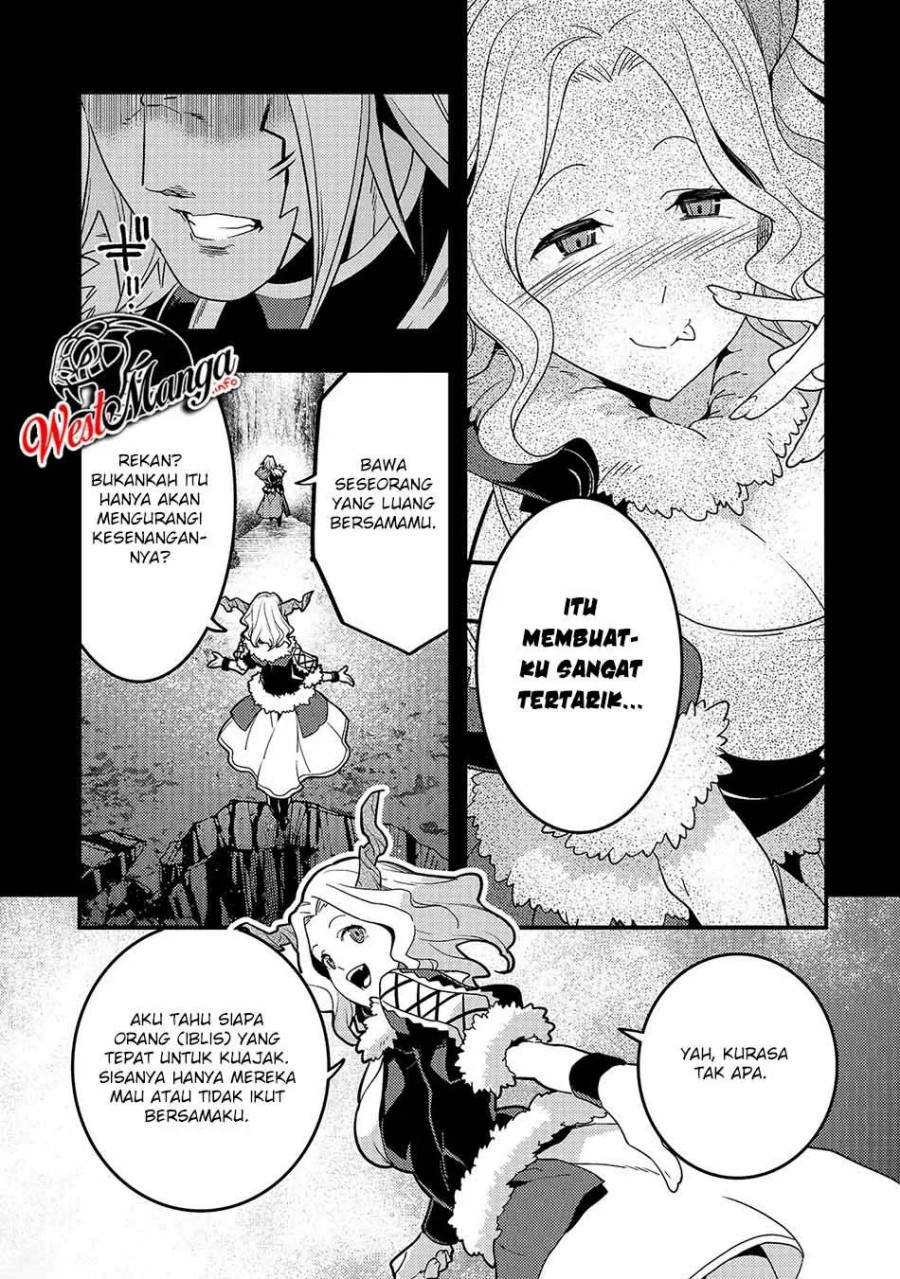 ITU
MEMBUAT-
KU SANGAT
TERTARIK...
WestManga
.info
BAWA
SESEORANG
YANG LUANG
BERSAMAMU.
REKAN?
BUKANKAH ITU
HANYA AKAN
MENGURANGI
KESENANGAN-
NYA?
YAH, KURASA
TAK APA.
AKU TAHU SIAPA
ORANG (IBLIS) YANG
TEPAT UNTUK KUAJAK.
SISANYA HANYA MEREKA
MAU ATAU TIDAK IKUT
BERSAMAKU.